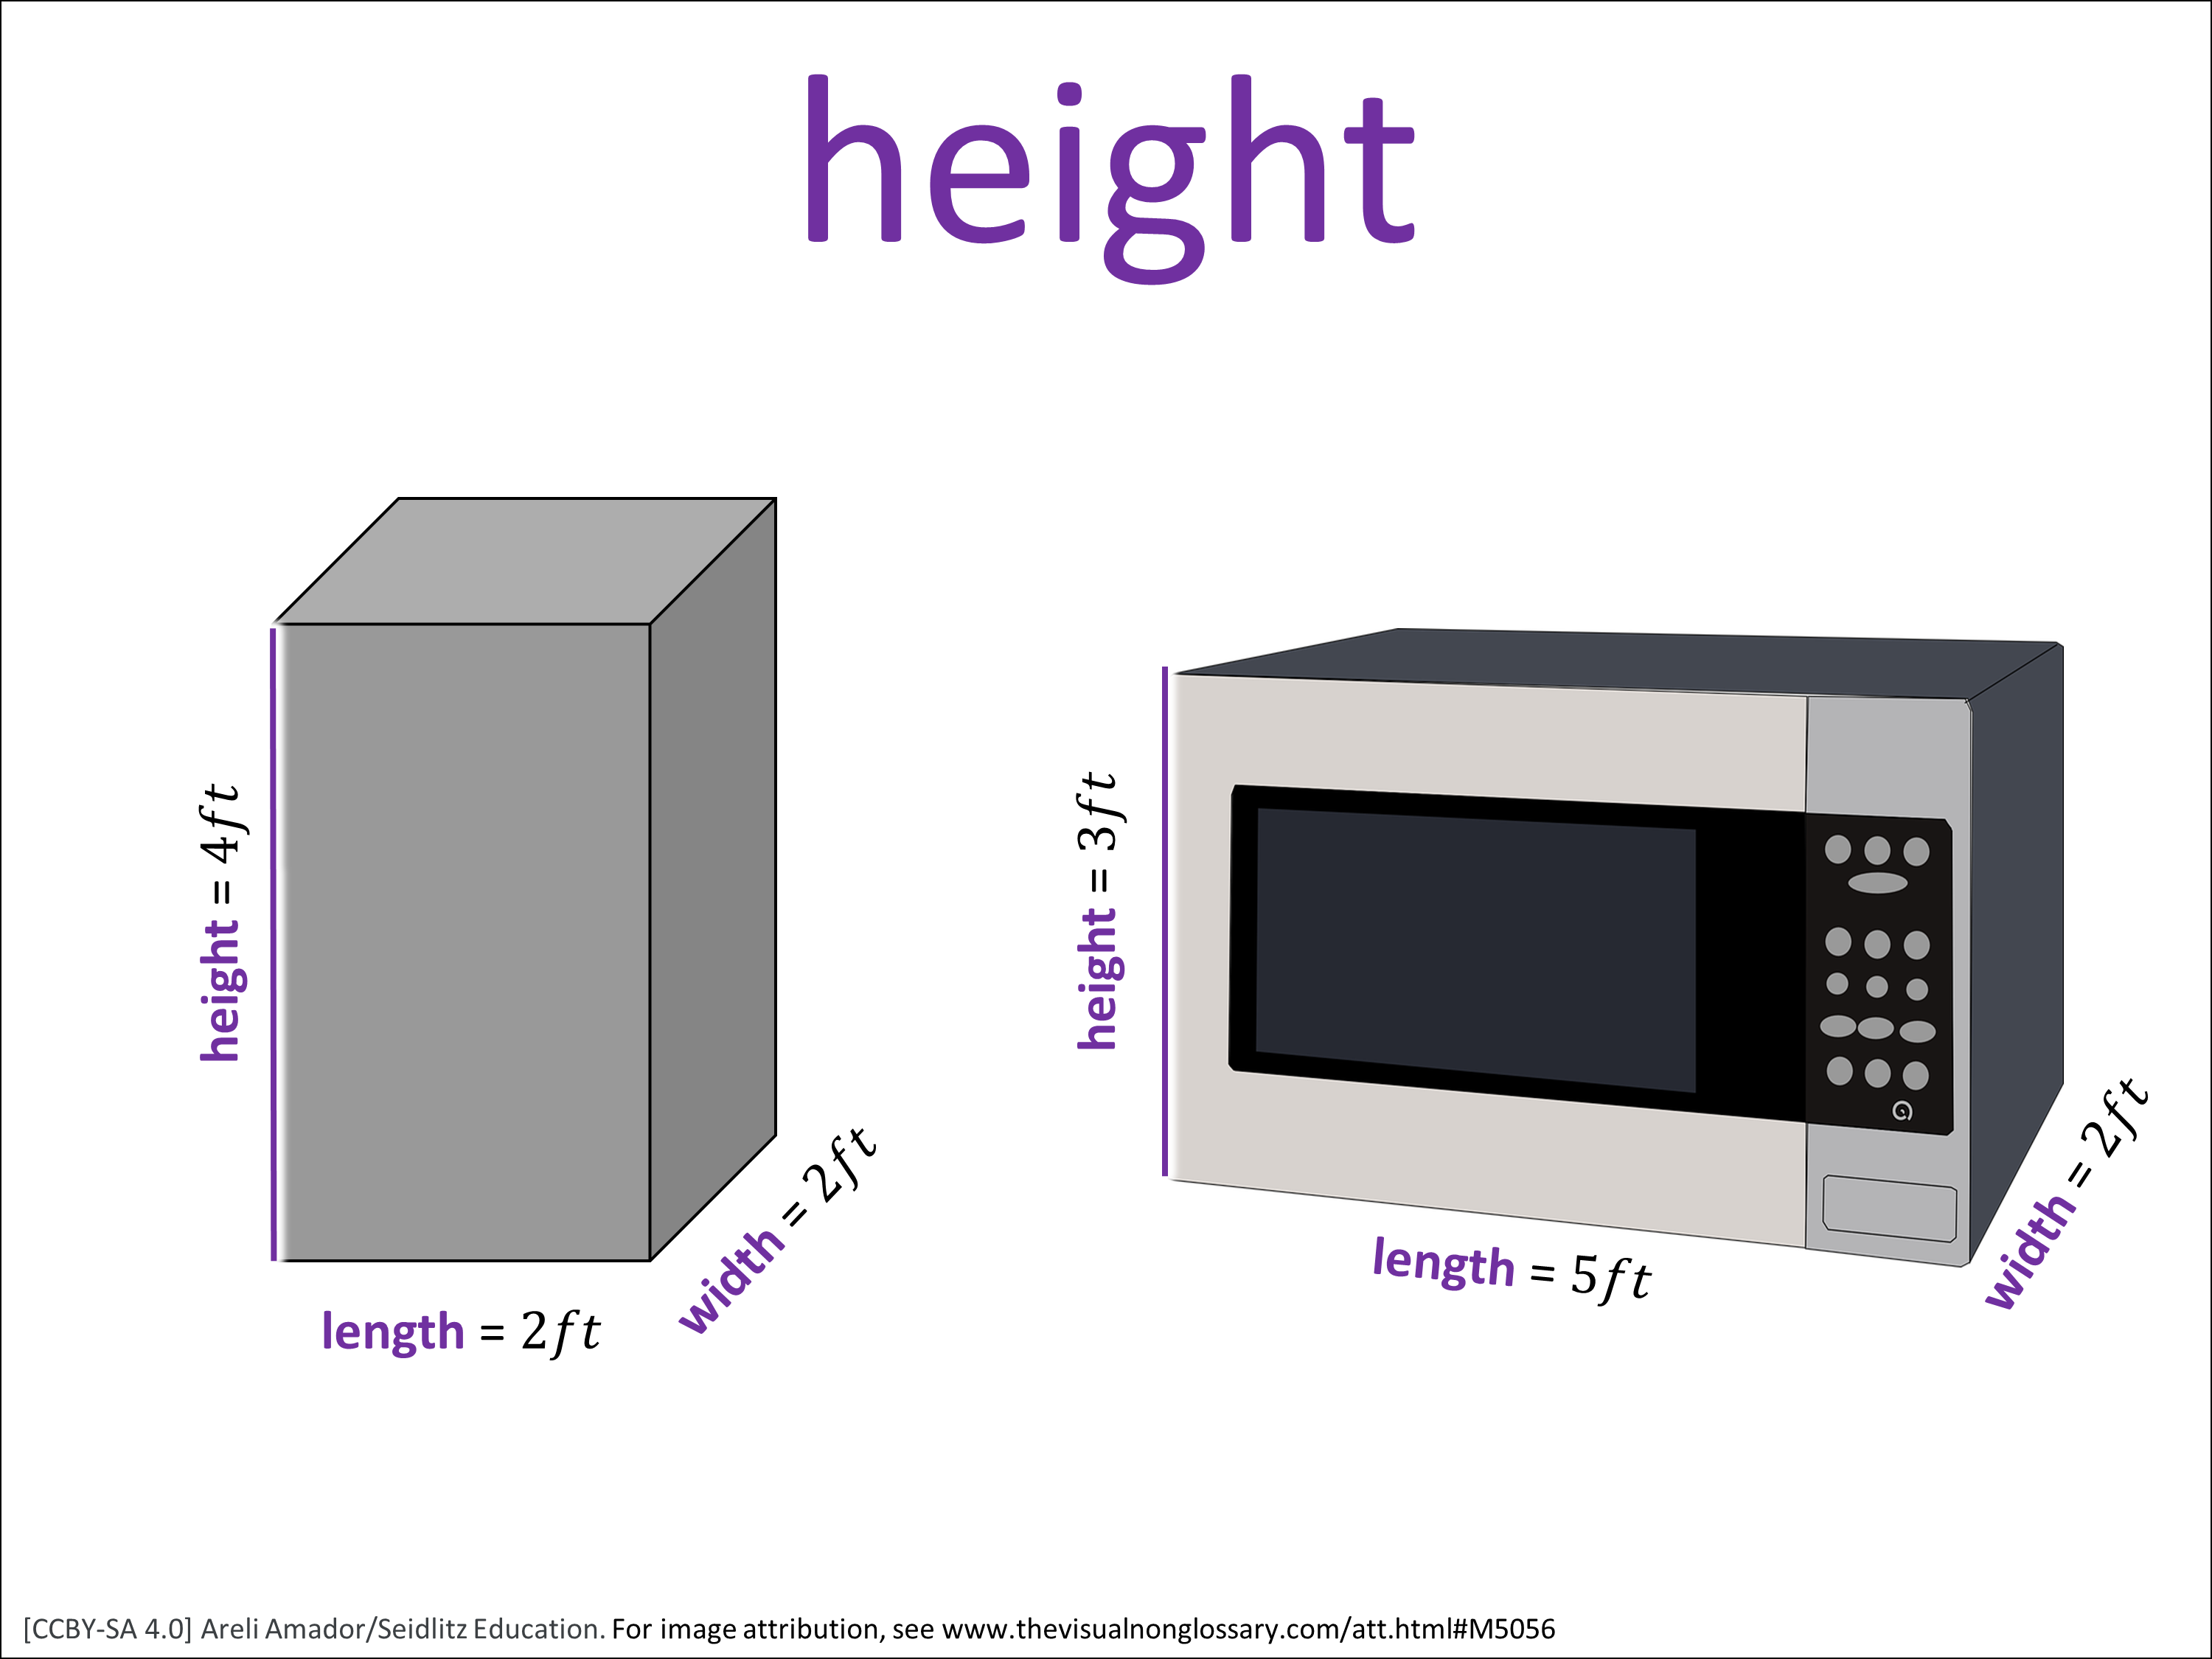 height
height = 4ft
length = 2ft
width = 2ft
height = 3ft
length = 5ft
width = 2ft
[CCBY-SA 4.0] Areli Amador/Seidlitz Education. For image attribution, see www.thevisualnonglossary.com/att.html#M5056